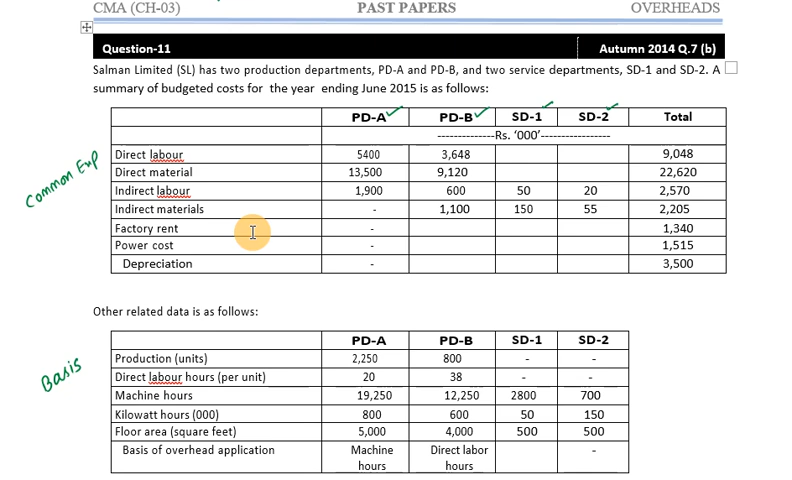 CMA (CH-03) PAST PAPERS OVERHEADS
Question-11 Autumn 2014 Q.7 (b)
Salman Limited (SL) has two production departments, PD-A and PD-B, and two service departments, SD-1 and SD-2. A
summary of budgeted costs for the year ending June 2015 is as follows:
PD-A PD-B SD-1 SD-2 Total
--------------Rs. ‘000’-----------------
Direct labour 5400 3,648 9,048
Direct material 13,500 9,120 22,620
Common Exp
Indirect labour 1,900 600 50 20 2,570
Indirect materials - 1,100 150 55 2,205
Factory rent - 1,340
Power cost - 1,515
Depreciation - 3,500
Other related data is as follows:
PD-A PD-B SD-1 SD-2
Production (units) 2,250 800 - -
Basis
Direct labour hours (per unit) 20 38 - -
Machine hours 19,250 12,250 2800 700
Kilowatt hours (000) 800 600 50 150
Floor area (square feet) 5,000 4,000 500 500
Basis of overhead application Machine Direct labor -
hours hours